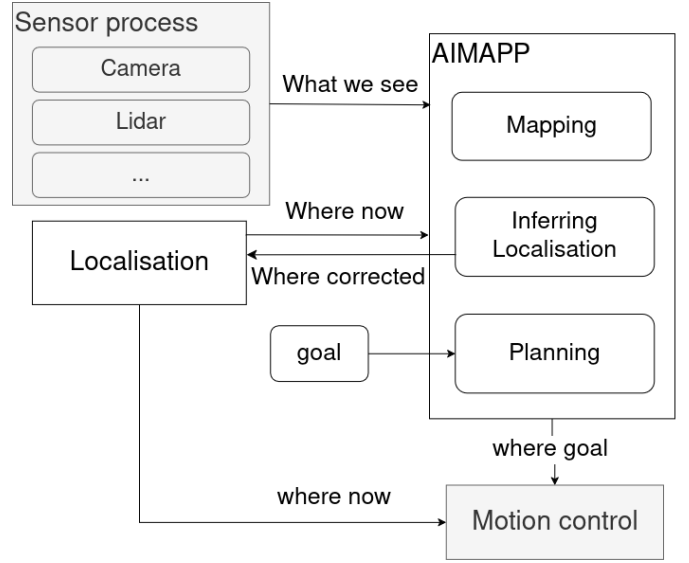 Sensor process
Camera
Lidar
...
What we see
AIMAPP
Mapping
Where now
Inferring
Localisation
Localisation
Where corrected
goal
Planning
where goal
where now
Motion control